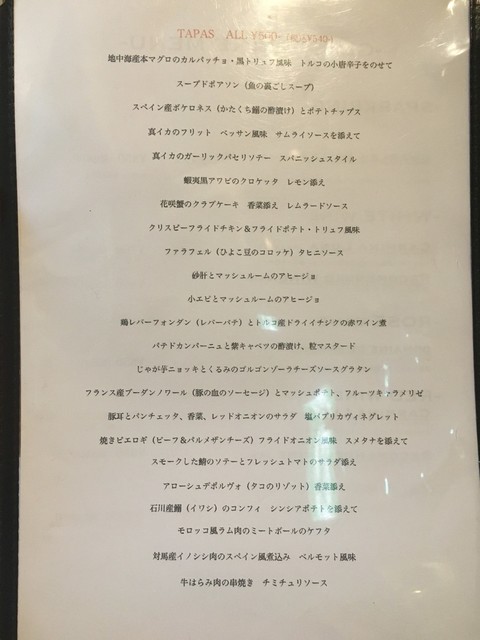 TAPAS ALL ¥500- (税込¥540-)
地中海産本マグロのカルパッチョ・黒トリュフ風味 トルコの小唐辛子をのせて
スープドポアソン（魚の裏ごしスープ）
スペイン産ボケロネス（かたくち鰯の酢漬け）とポテトチップス
真イカのフリット ベッサン風味 サムライソースを添えて
真イカのガーリックパセリソテー スパニッシュスタイル
蝦夷黒アワビのクロケッタ レモン添え
花咲蟹のクラブケーキ 香菜添え レムラードソース
クリスピーフライドチキン＆フライドポテト・トリュフ風味
ファラフェル（ひよこ豆のコロッケ）タヒニソース
砂肝とマッシュルームのアヒージョ
小エビとマッシュルームのアヒージョ
鶏レバーフォンダン（レバーパテ）とトルコ産ドライイチジクの赤ワイン煮
パテドカンパーニュと紫キャベツの酢漬け、粒マスタード
じゃが芋ニョッキとくるみのゴルゴンゾーラチーズソースグラタン
フランス産ブーダンノワール（豚の血のソーセージ）とマッシュポテト、フルーツキャラメリゼ
豚耳とパンチェッタ、香菜、レッドオニオンのサラダ 塩パプリカヴィネグレット
焼きピエロギ（ビーフ＆パルメザンチーズ）フライドオニオン風味 スメタナを添えて
スモークした鯖のソテーとフレッシュトマトのサラダ添え
アローシュデポルヴォ（タコのリゾット）香菜添え
石川産鰯（イワシ）のコンフィ シンシアポテトを添えて
モロッコ風ラム肉のミートボールのケフタ
対馬産イノシシ肉のスペイン風煮込み ベルモット風味
牛はらみ肉の串焼き チミチュリソース